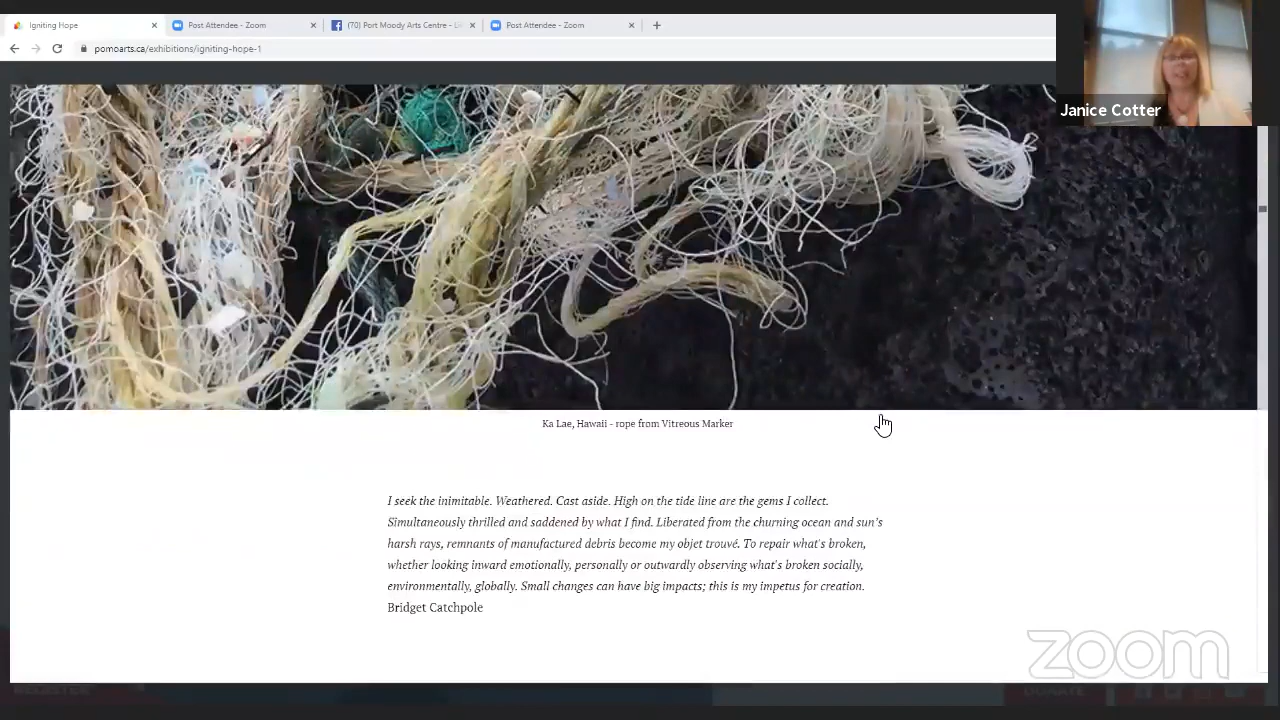 Igniting Hope
Post Attendee - Zoom
(70) Port Moody Arts Centre - Li
Post Attendee - Zoom
pomoarts.ca/exhibitions/igniting-hope-1
Janice Cotter
Ka Lae, Hawaii - rope from Vitreous Marker
I seek the inimitable. Weathered. Cast aside. High on the tide line are the gems I collect.
Simultaneously thrilled and saddened by what I find. Liberated from the churning ocean and sun's
harsh rays, remnants of manufactured debris become my objet trouvé. To repair what's broken,
whether looking inward emotionally, personally or outwardly observing what's broken socially,
environmentally, globally. Small changes can have big impacts; this is my impetus for creation.
Bridget Catchpole
zoom
REGISTER
DONATE